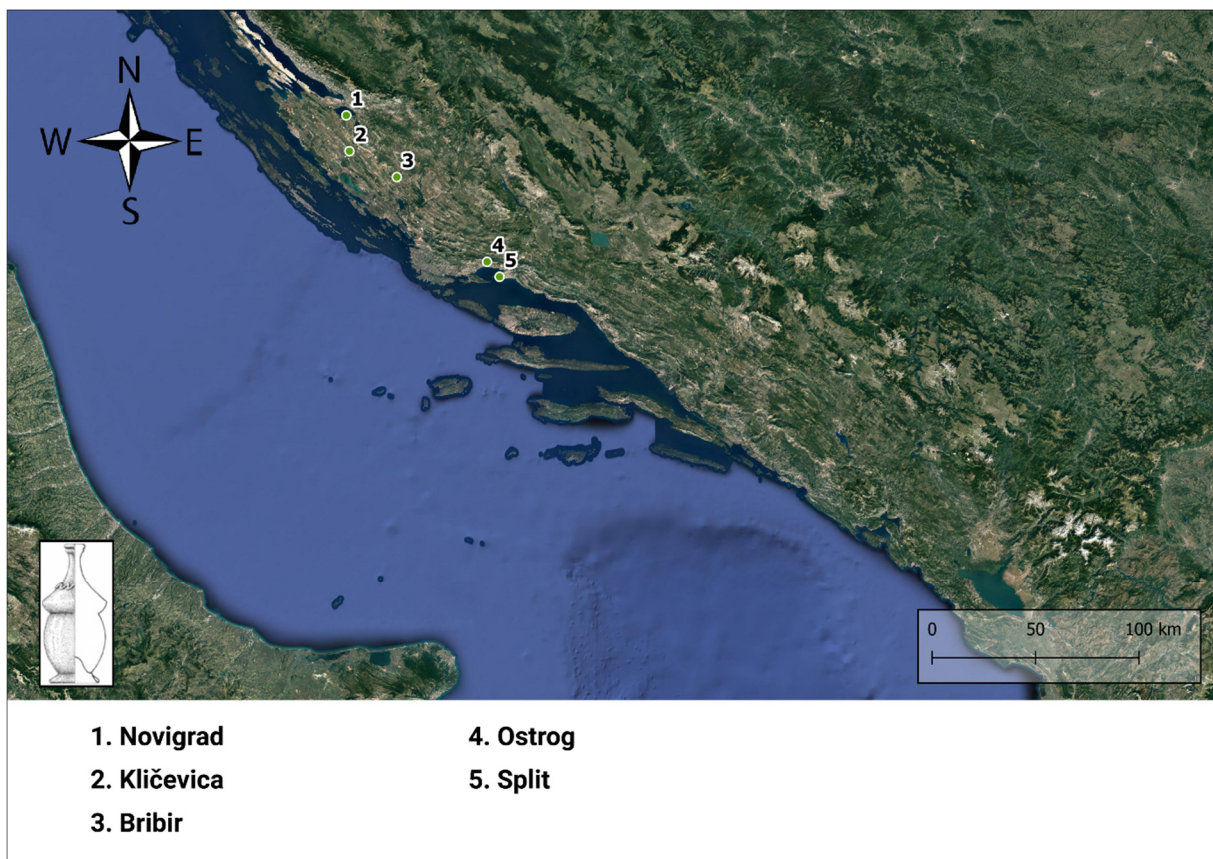 N
W E
S
1
2
3
4
5
0 50 100 km
1. Novigrad
2. Kličevica
3. Bribir
4. Ostrog
5. Split